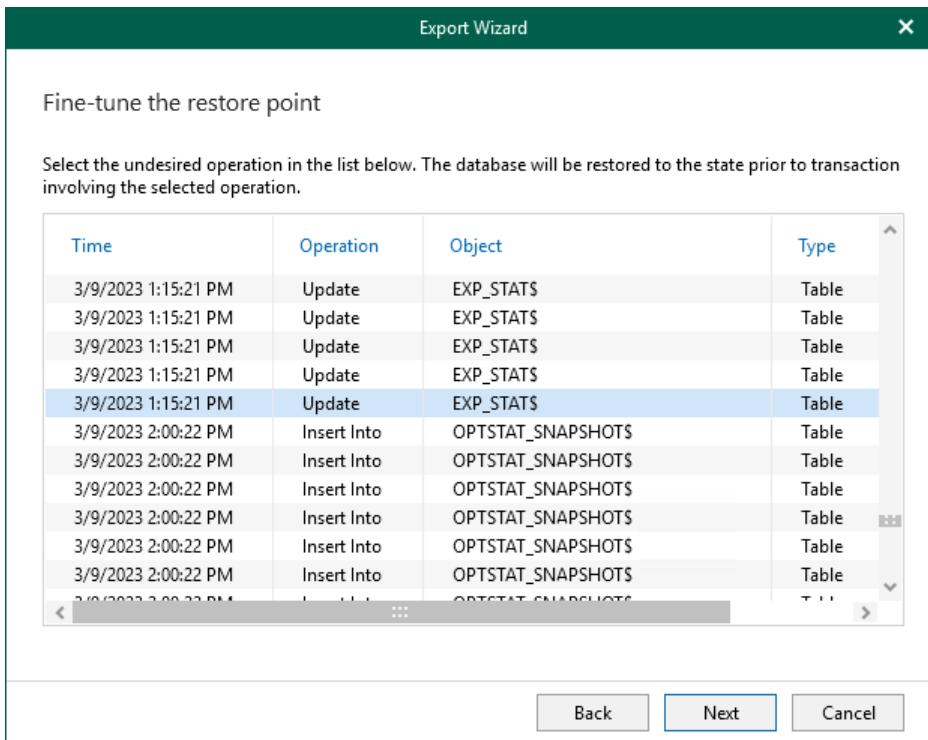 Export Wizard
Fine-tune the restore point
Select the undesired operation in the list below. The database will be restored to the state prior to transaction
involving the selected operation.
Time Operation Object Type
3/9/2023 1:15:21 PM Update EXP_STAT$ Table
3/9/2023 1:15:21 PM Update EXP_STAT$ Table
3/9/2023 1:15:21 PM Update EXP_STAT$ Table
3/9/2023 1:15:21 PM Update EXP_STAT$ Table
3/9/2023 1:15:21 PM Update EXP_STAT$ Table
3/9/2023 2:00:22 PM Insert Into OPTSTAT_SNAPSHOT$ Table
3/9/2023 2:00:22 PM Insert Into OPTSTAT_SNAPSHOT$ Table
3/9/2023 2:00:22 PM Insert Into OPTSTAT_SNAPSHOT$ Table
3/9/2023 2:00:22 PM Insert Into OPTSTAT_SNAPSHOT$ Table
3/9/2023 2:00:22 PM Insert Into OPTSTAT_SNAPSHOT$ Table
3/9/2023 2:00:22 PM Insert Into OPTSTAT_SNAPSHOT$ Table
Back Next Cancel